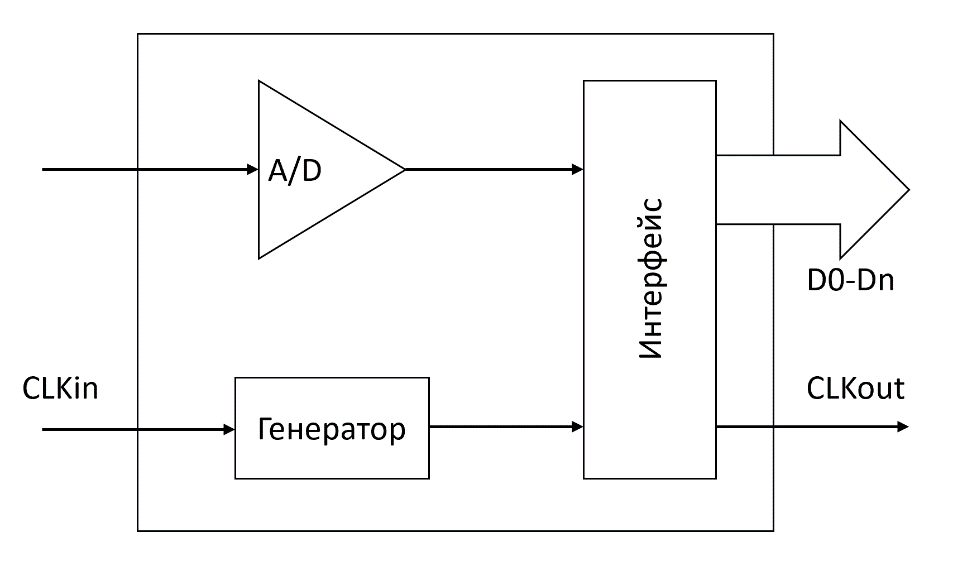 A/D
Интерфейс
D0-Dn
CLKin
Генератор
CLKout